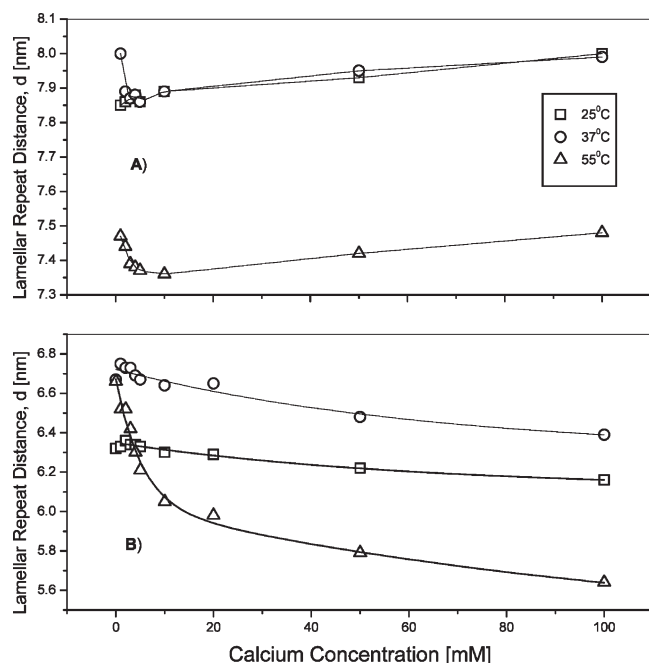 8.1
8.0
7.9
7.8
7.7
7.6
7.5
7.4
7.3
Lamellar Repeat Distance, d [nm]
A)
25⁰C
37⁰C
55⁰C
6.8
6.6
6.4
6.2
6.0
5.8
5.6
Lamellar Repeat Distance, d [nm]
B)
0 20 40 60 80 100
Calcium Concentration [mM]